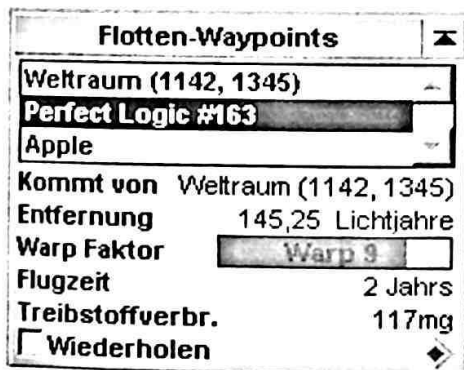 Flotten-Waypoints
Weltraum (1142, 1345)
Perfect Logic #163
Apple
Kommt von Weltraum (1142, 1345)
Entfernung 145,25 Lichtjahre
Warp Faktor Warp 9
Flugzeit 2 Jahrs
Treibstoffverbr. 117mg
Wiederholen